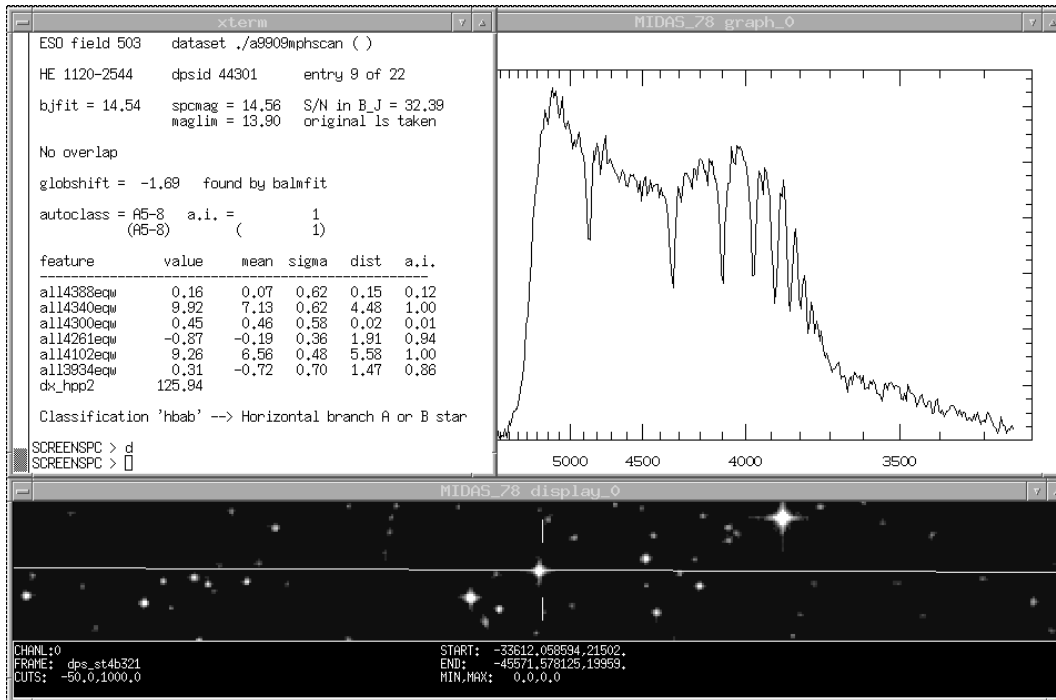 xterm
ESO field 503 dataset ./a9909mphscan ( )
HE 1120-2544 dpsid 44301 entry 9 of 22
bjfit = 14.54 spcmag = 14.56 S/N in B_J = 32.39
maglim = 13.90 original ls taken
No overlap
globshift = -1.69 found by balmfit
autoclass = A5-8 a.i. = 1
(A5-8) ( 1)
feature value mean sigma dist a.i.
all4388eqw 0.16 0.07 0.62 0.15 0.12
all4340eqw 9.92 7.13 0.62 4.48 1.00
all4300eqw 0.45 0.46 0.58 0.02 0.01
all4261eqw -0.87 -0.19 0.36 1.91 0.94
all4102eqw 9.26 6.56 0.48 5.58 1.00
all3934eqw 0.31 -0.72 0.70 1.47 0.86
dx_hpp2 125.94
Classification 'hbab' --> Horizontal branch A or B star
SCREENSPC > d
SCREENSPC >
MIDAS_78 graph_0
5000 4500 4000 3500
MIDAS_78 display_0
CHANL:0
FRAME: dps_st4b321
CUTS: -50.0,1000.0
START: -33612.058594,21502.
END: -45571.578125,19959.
MIN,MAX: 0.0,0.0